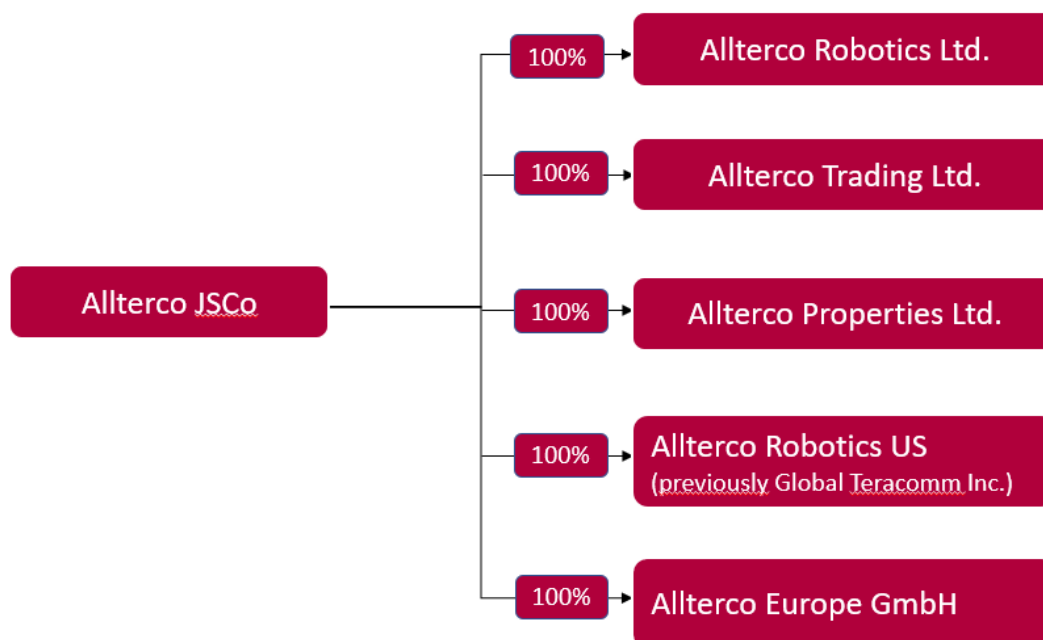 100%
Allterco Robotics Ltd.
100%
Allterco Trading Ltd.
Allterco JSCo
100%
Allterco Properties Ltd.
100%
Allterco Robotics US
(previously Global Teracomm Inc.)
100%
Allterco Europe GmbH